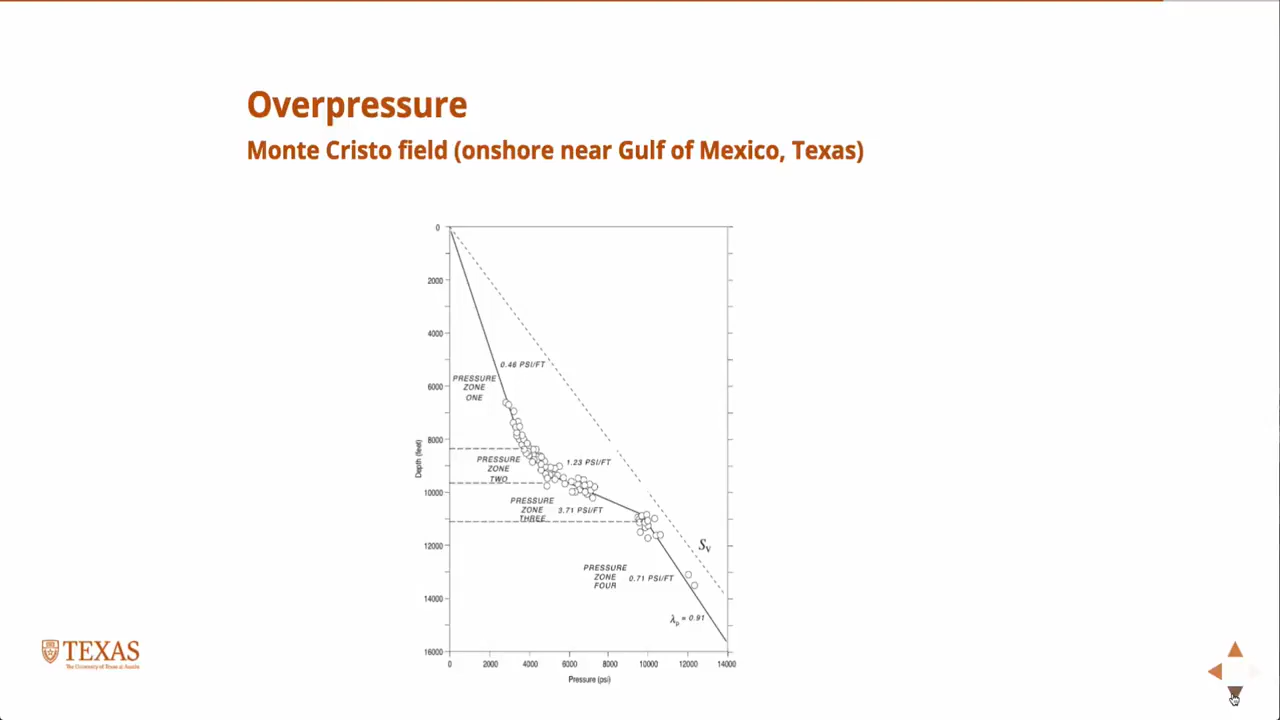 Overpressure
Monte Cristo field (onshore near Gulf of Mexico, Texas)
0
2000
4000
6000
8000
10000
12000
14000
16000
Depth (feet)
0.46 PSI/FT
PRESSURE
ZONE
ONE
1.23 PSI/FT
PRESSURE
ZONE
TWO
PRESSURE
ZONE
THREE
3.71 PSI/FT
Sv
PRESSURE
ZONE
FOUR
0.71 PSI/FT
λp = 0.91
0 2000 4000 6000 8000 10000 12000 14000
Pressure (psi)
TEXAS
The University of Texas at Austin